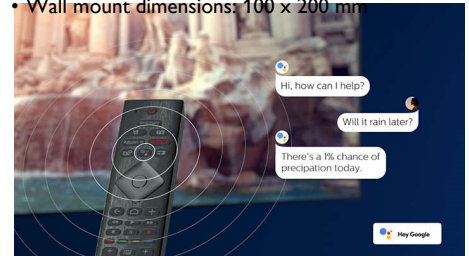 • Wall mount dimensions: 100 x 200 mm
Hi, how can I help?
Will it rain later?
There's a 1% chance of
precipation today.
Hey Google